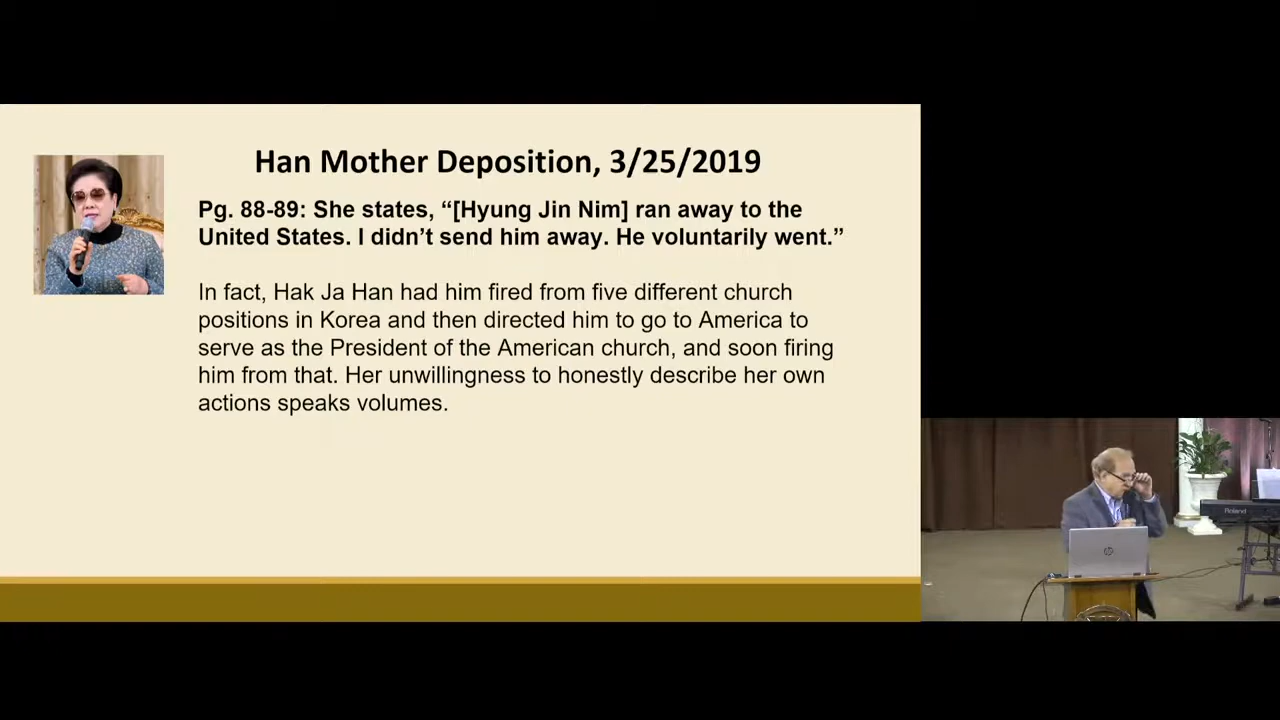 Han Mother Deposition, 3/25/2019
Pg. 88-89: She states, “[Hyung Jin Nim] ran away to the
United States. I didn’t send him away. He voluntarily went.”
In fact, Hak Ja Han had him fired from five different church
positions in Korea and then directed him to go to America to
serve as the President of the American church, and soon firing
him from that. Her unwillingness to honestly describe her own
actions speaks volumes.
Roland
hp